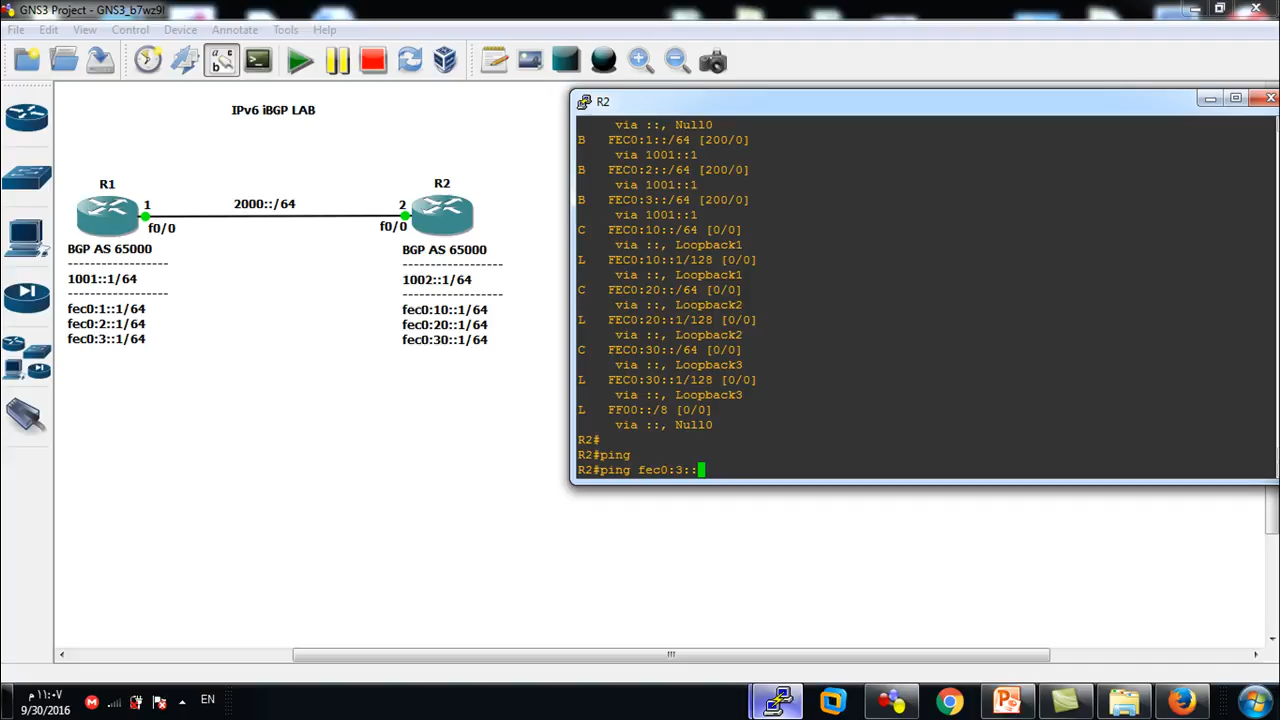 GNS3 Project - GNS3_b7wz9l
File Edit View Control Device Annotate Tools Help
IPv6 iBGP LAB
R1
R2
1
2000::/64
2
f0/0
f0/0
BGP AS 65000
--------------------
1001::1/64
--------------------
fec0:1::1/64
fec0:2::1/64
fec0:3::1/64
BGP AS 65000
--------------------
1002::1/64
--------------------
fec0:10::1/64
fec0:20::1/64
fec0:30::1/64
R2
via ::, Null0
B FEC0:1::/64 [200/0]
via 1001::1
B FEC0:2::/64 [200/0]
via 1001::1
B FEC0:3::/64 [200/0]
via 1001::1
C FEC0:10::/64 [0/0]
via ::, Loopback1
L FEC0:10::1/128 [0/0]
via ::, Loopback1
C FEC0:20::/64 [0/0]
via ::, Loopback2
L FEC0:20::1/128 [0/0]
via ::, Loopback2
C FEC0:30::/64 [0/0]
via ::, Loopback3
L FEC0:30::1/128 [0/0]
via ::, Loopback3
L FF00::/8 [0/0]
via ::, Null0
R2#
R2#ping
R2#ping fec0:3::
م ١١:٠٧
9/30/2016
EN